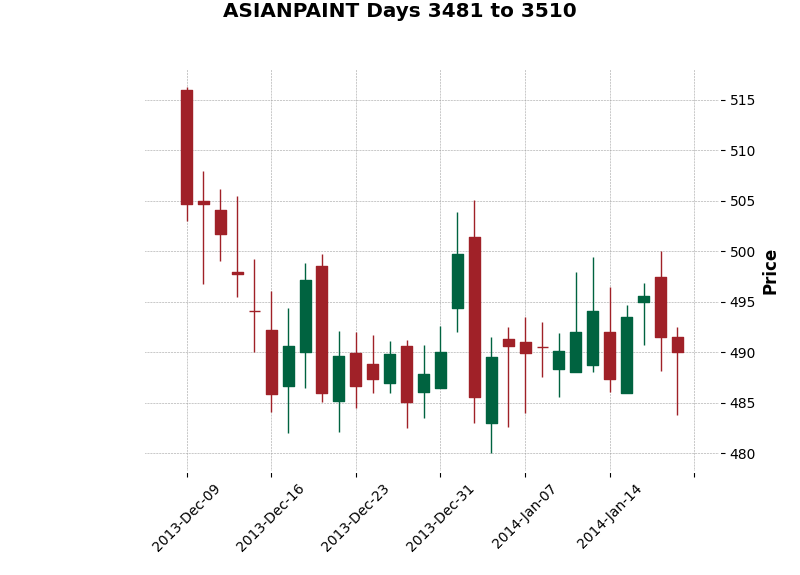 ASIANPAINT Days 3481 to 3510
515
510
505
500
495
490
485
480
Price
2013-Dec-09
2013-Dec-16
2013-Dec-23
2013-Dec-31
2014-Jan-07
2014-Jan-14